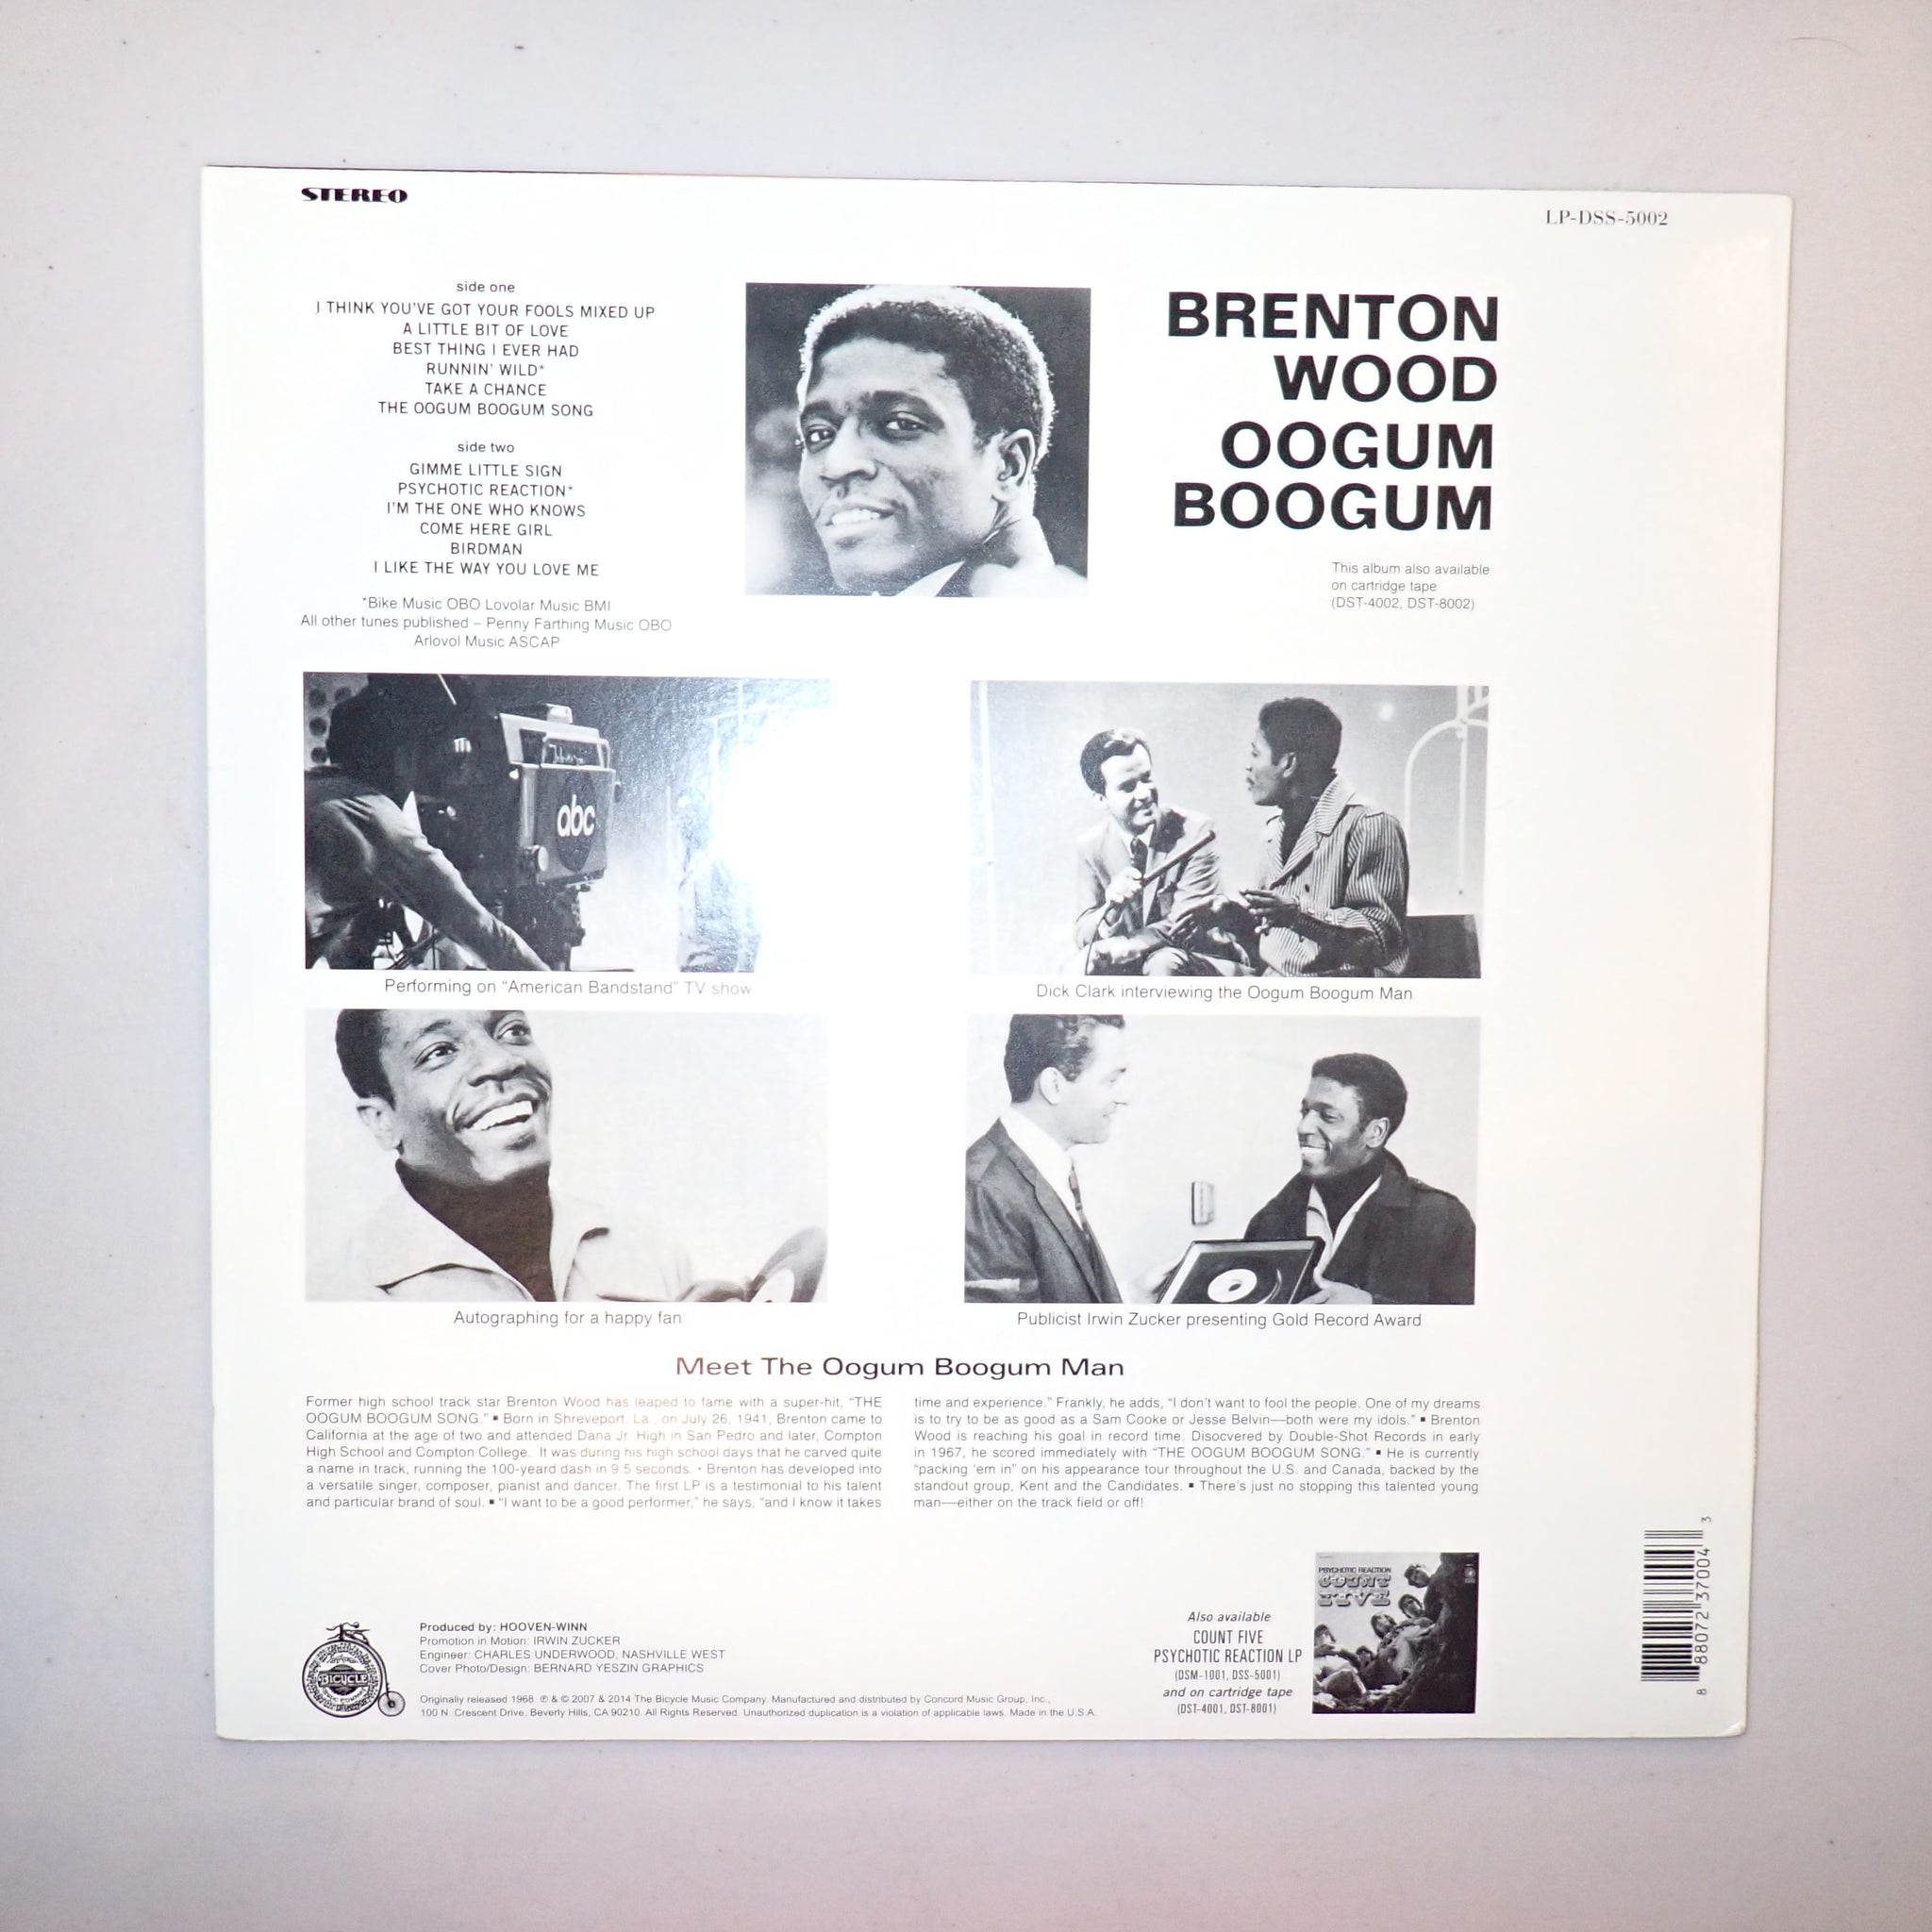 STEREO
LP-DSS-5002
side one
I THINK YOU'VE GOT YOUR FOOLS MIXED UP
A LITTLE BIT OF LOVE
BEST THING I EVER HAD
RUNNIN' WILD*
TAKE A CHANCE
THE OOGUM BOOGUM SONG
side two
GIMME LITTLE SIGN
PSYCHOTIC REACTION*
I'M THE ONE WHO KNOWS
COME HERE GIRL
BIRDMAN
I LIKE THE WAY YOU LOVE ME
*Bike Music OBO Lovolar Music BMI
All other tunes published – Penny Farthing Music OBO
Arlovol Music ASCAP
BRENTON
WOOD
OOGUM
BOOGUM
This album also available
on cartridge tape
(DST-4002, DST-8002)
abc
Performing on "American Bandstand" TV show
Dick Clark interviewing the Oogum Boogum Man
Autographing for a happy fan
Publicist Irwin Zucker presenting Gold Record Award
Meet The Oogum Boogum Man
Former high school track star Brenton Wood has leaped to fame with a super-hit, "THE
OOGUM BOOGUM SONG." ▪ Born in Shreveport, La., on July 26, 1941, Brenton came to
California at the age of two and attended Dana Jr. High in San Pedro and later, Compton
High School and Compton College. It was during his high school days that he carved quite
a name in track, running the 100-yeard dash in 9.5 seconds. ▪ Brenton has developed into
a versatile singer, composer, pianist and dancer. The first LP is a testimonial to his talent
and particular brand of soul. ▪ "I want to be a good performer," he says, "and I know it takes
time and experience." Frankly, he adds, "I don't want to fool the people. One of my dreams
is to try to be as good as a Sam Cooke or Jesse Belvin—both were my idols." ▪ Brenton
Wood is reaching his goal in record time. Disocvered by Double-Shot Records in early
in 1967, he scored immediately with "THE OOGUM BOOGUM SONG." ▪ He is currently
"packing 'em in" on his appearance tour throughout the U.S. and Canada, backed by the
standout group, Kent and the Candidates. ▪ There's just no stopping this talented young
man—either on the track field or off!
BICYCLE
Produced by: HOOVEN-WINN
Promotion in Motion: IRWIN ZUCKER
Engineer: CHARLES UNDERWOOD, NASHVILLE WEST
Cover Photo/Design: BERNARD YESZIN GRAPHICS
Originally released 1968. ℗ & © 2007 & 2014 The Bicycle Music Company. Manufactured and distributed by Concord Music Group, Inc.,
100 N. Crescent Drive, Beverly Hills, CA 90210. All Rights Reserved. Unauthorized duplication is a violation of applicable laws. Made in the U.S.A.
Also available
COUNT FIVE
PSYCHOTIC REACTION LP
(DSM-1001, DSS-5001)
and on cartridge tape
(DST-4001, DST-8001)
PSYCHOTIC REACTION
COUNT
FIVE
8 88072 37004 3